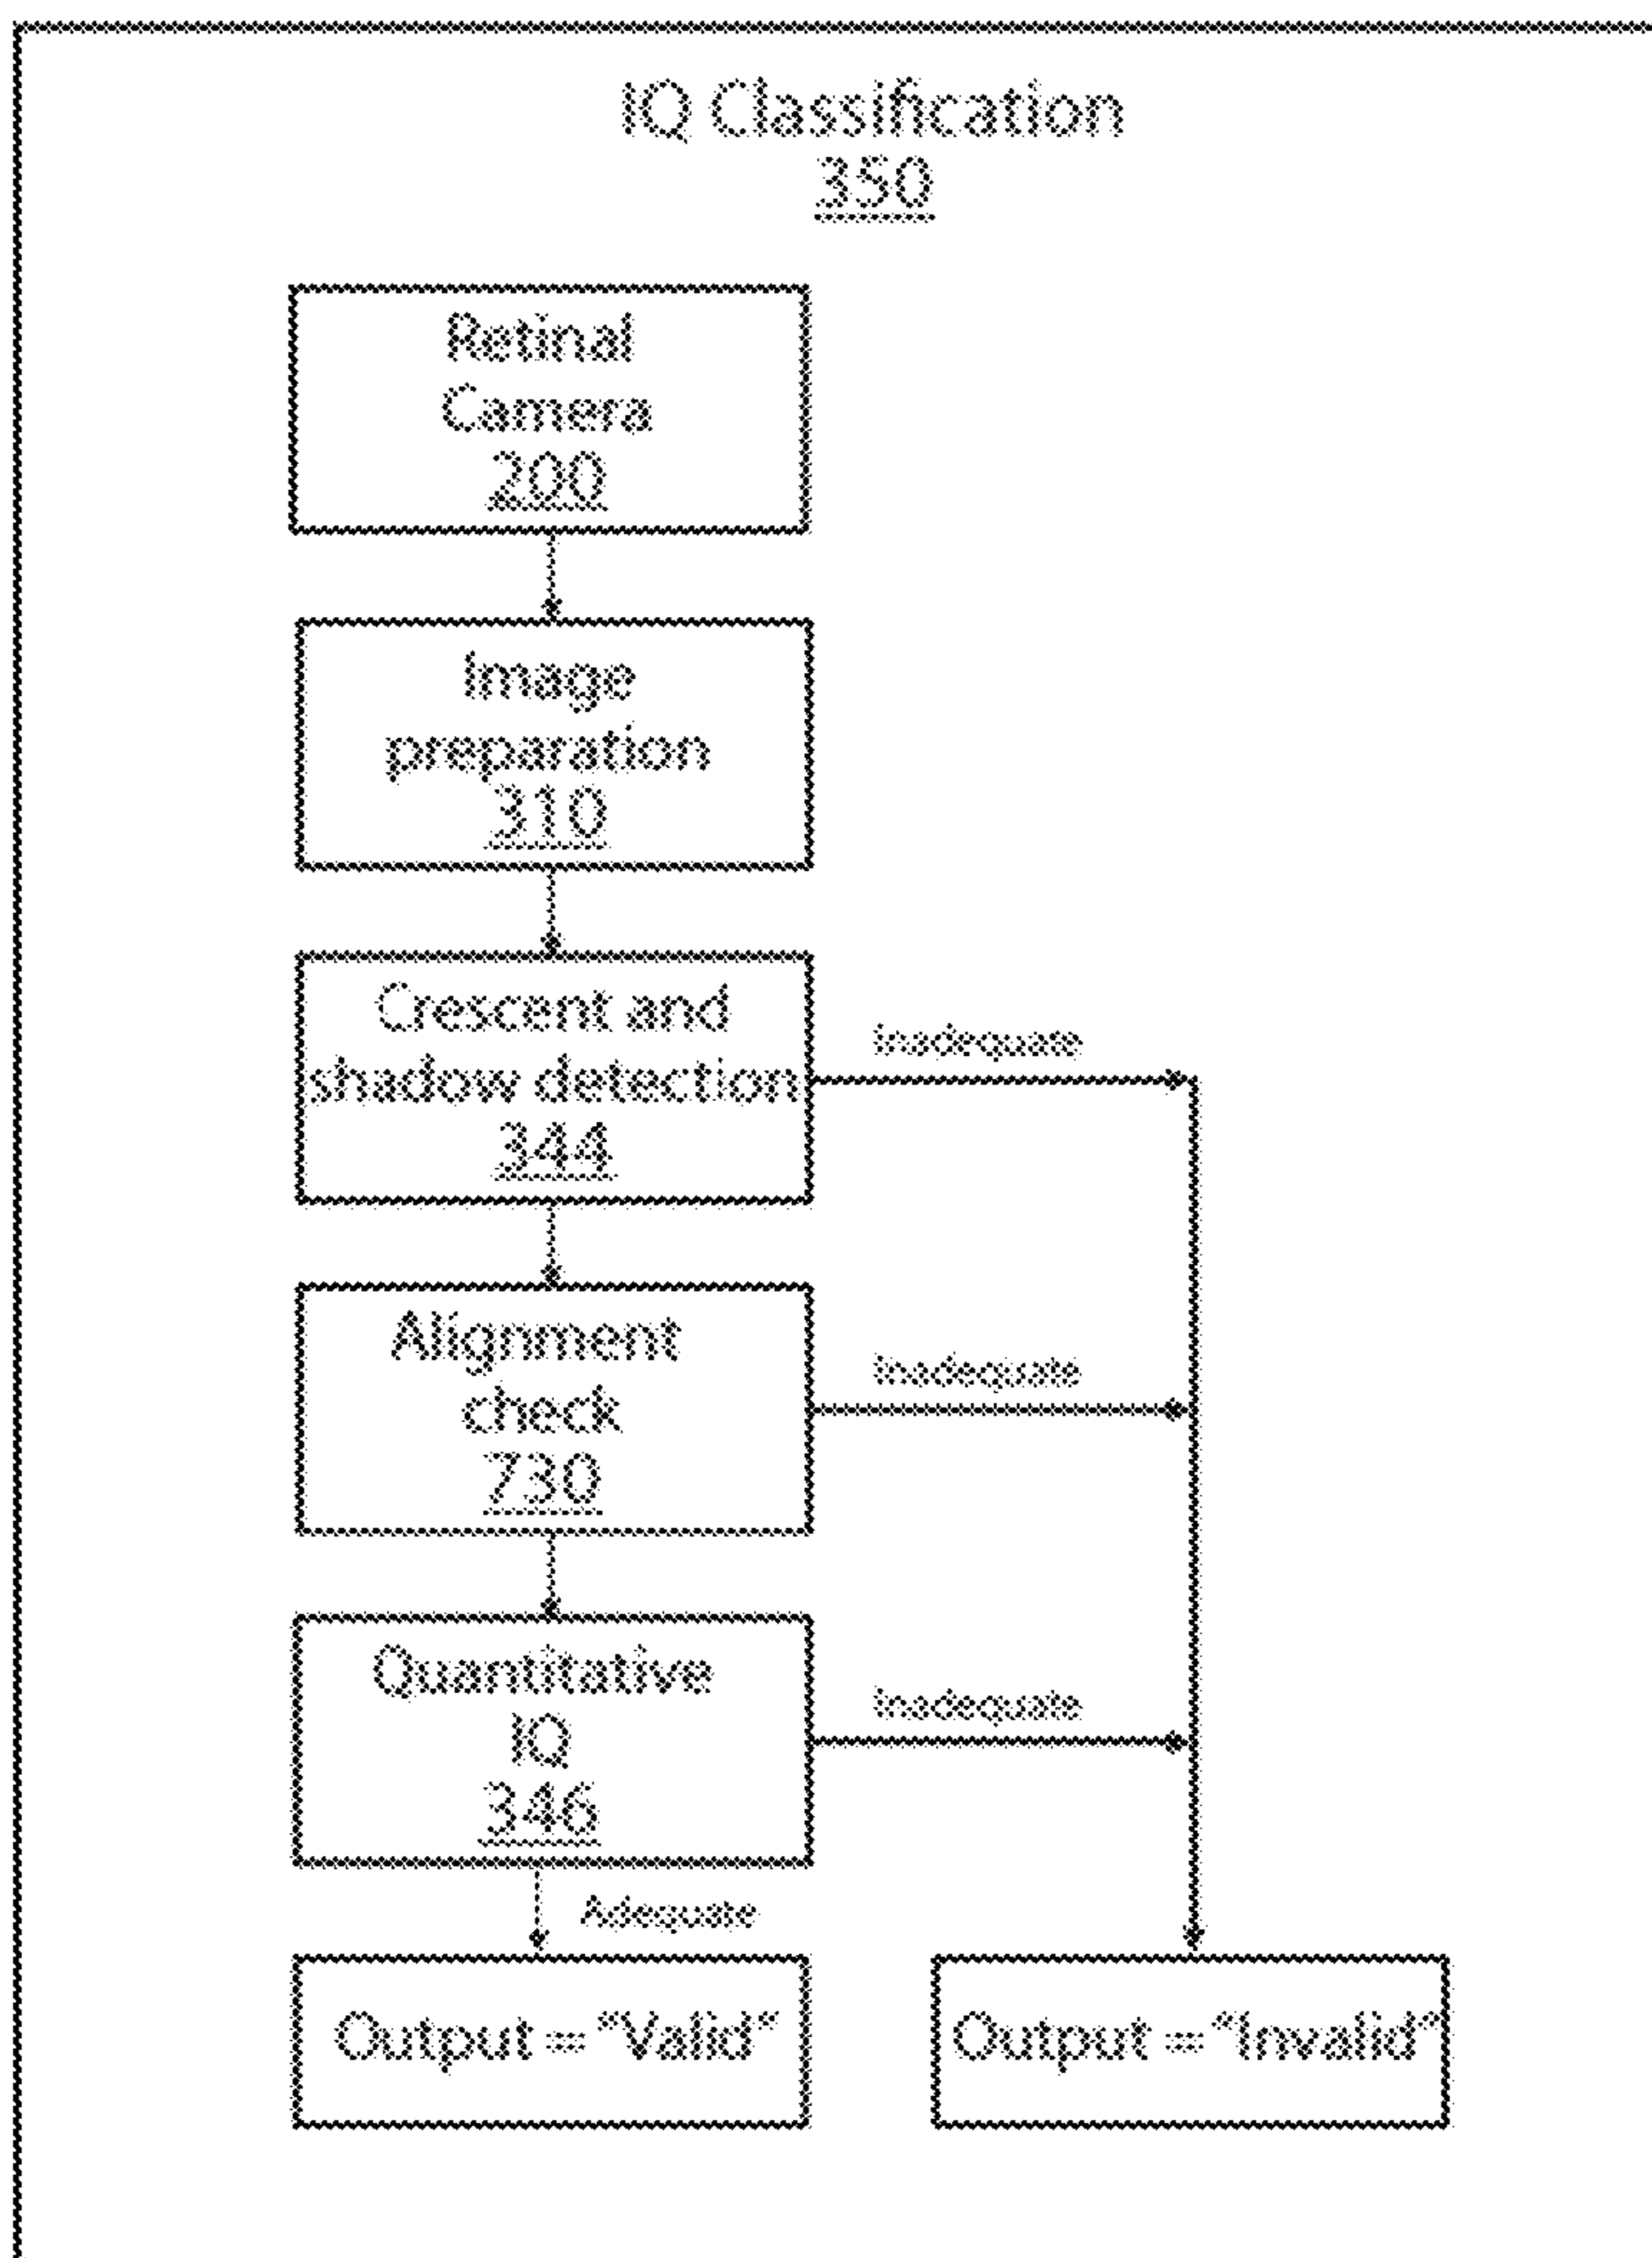 IQ Classification
350
Retinal
Camera
200
Image
preparation
310
Crescent and
shadow detection
344
Inadequate
Alignment
check
730
Inadequate
Quantitative
IQ
346
Inadequate
Adequate
Output = "Valid"
Output = "Invalid"